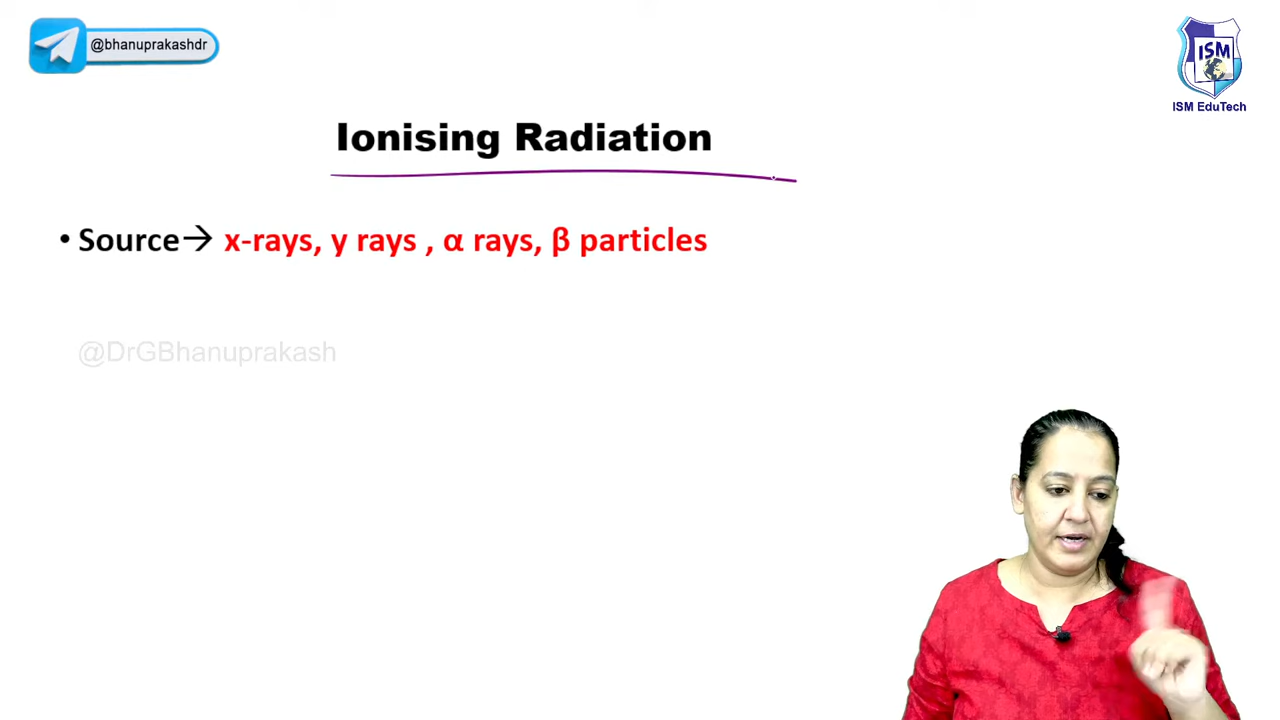 @bhanuprakashdr
ISM
ISM EduTech
Ionising Radiation
• Source→ x-rays, y rays , α rays, β particles
@DrGBhanuprakash